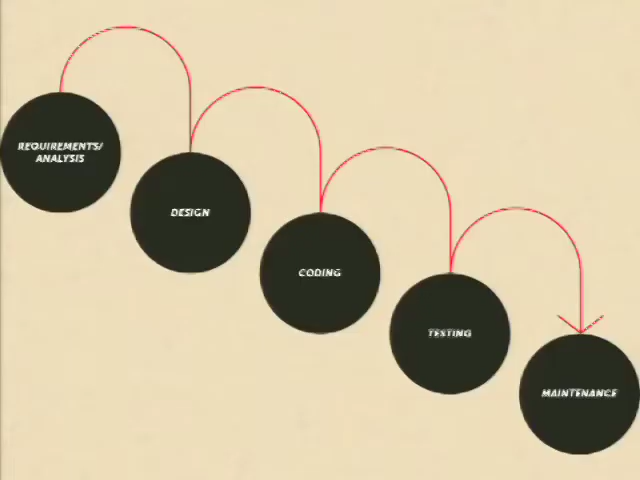 REQUIREMENTS/
ANALYSIS
DESIGN
CODING
TESTING
MAINTENANCE